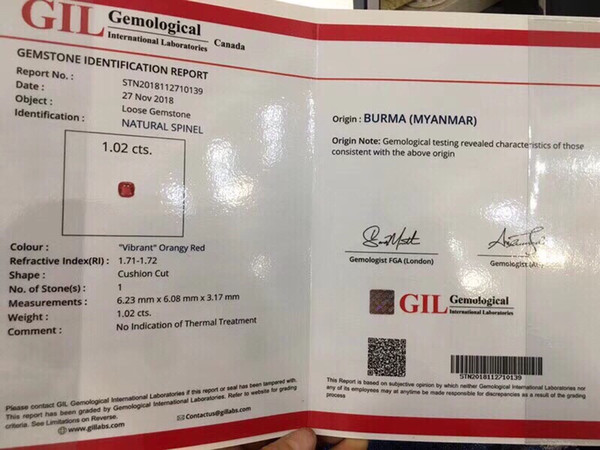 GIL Gemological
International Laboratories Canada
GEMSTONE IDENTIFICATION REPORT
Report No. : STN2018112710139
Date : 27 Nov 2018
Object : Loose Gemstone
Identification : NATURAL SPINEL
1.02 cts.
Colour : "Vibrant" Orangy Red
Refractive Index(RI) : 1.71-1.72
Shape : Cushion Cut
No. of Stone(s) : 1
Measurements : 6.23 mm x 6.08 mm x 3.17 mm
Weight : 1.02 cts.
Comment : No Indication of Thermal Treatment
Please contact GIL Gemological International Laboratories if this report or seal has been tampered with.
This report has been graded by Gemological International Laboratories. Refer to website for grading
criteria. See Limitations on Reverse.
www.gillabs.com Contactus@gillabs.com
Origin : BURMA (MYANMAR)
Origin Note: Gemological testing revealed characteristics of those
consistent with the above origin
Gemologist FGA (London)
Gemologist
GIL Gemological
International Laboratories
STN2018112710139
This Report is based on subjective opinion by which neither Gemological International Laboratories nor
any of its employees may at anytime be made responsible for discrepancies as a result of the grading
process